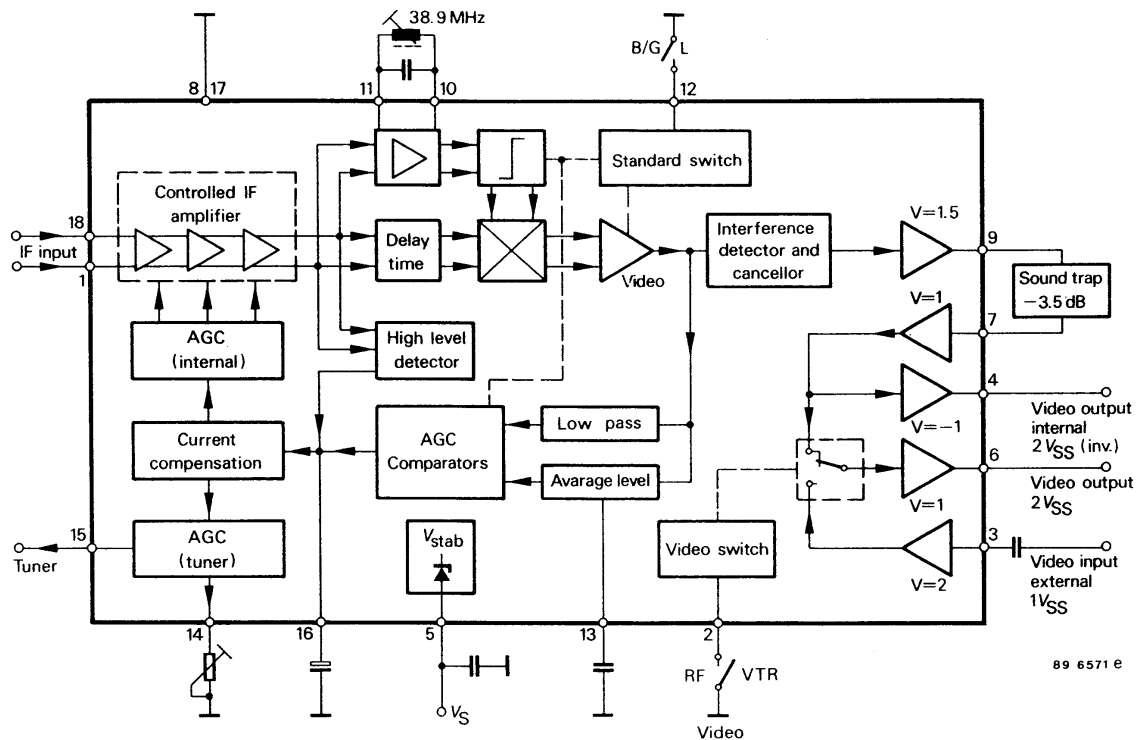 38.9 MHz
B/G L
8 17
11
10
12
Standard switch
Controlled IF
amplifier
18
IF input
1
Delay
time
Video
Interference
detector and
cancellor
V=1.5
9
Sound trap
−3.5 dB
V=1
7
AGC
(internal)
High level
detector
4
Video output
internal
2 VSS (inv.)
V=−1
Current
compensation
AGC
Comparators
Low pass
Avarage level
6
Video output
2VSS
V=1
15
Tuner
AGC
(tuner)
Vstab
Video switch
3
V=2
Video input
external
1VSS
14
16
5
13
2
VS
RF
VTR
Video
89 6571 e